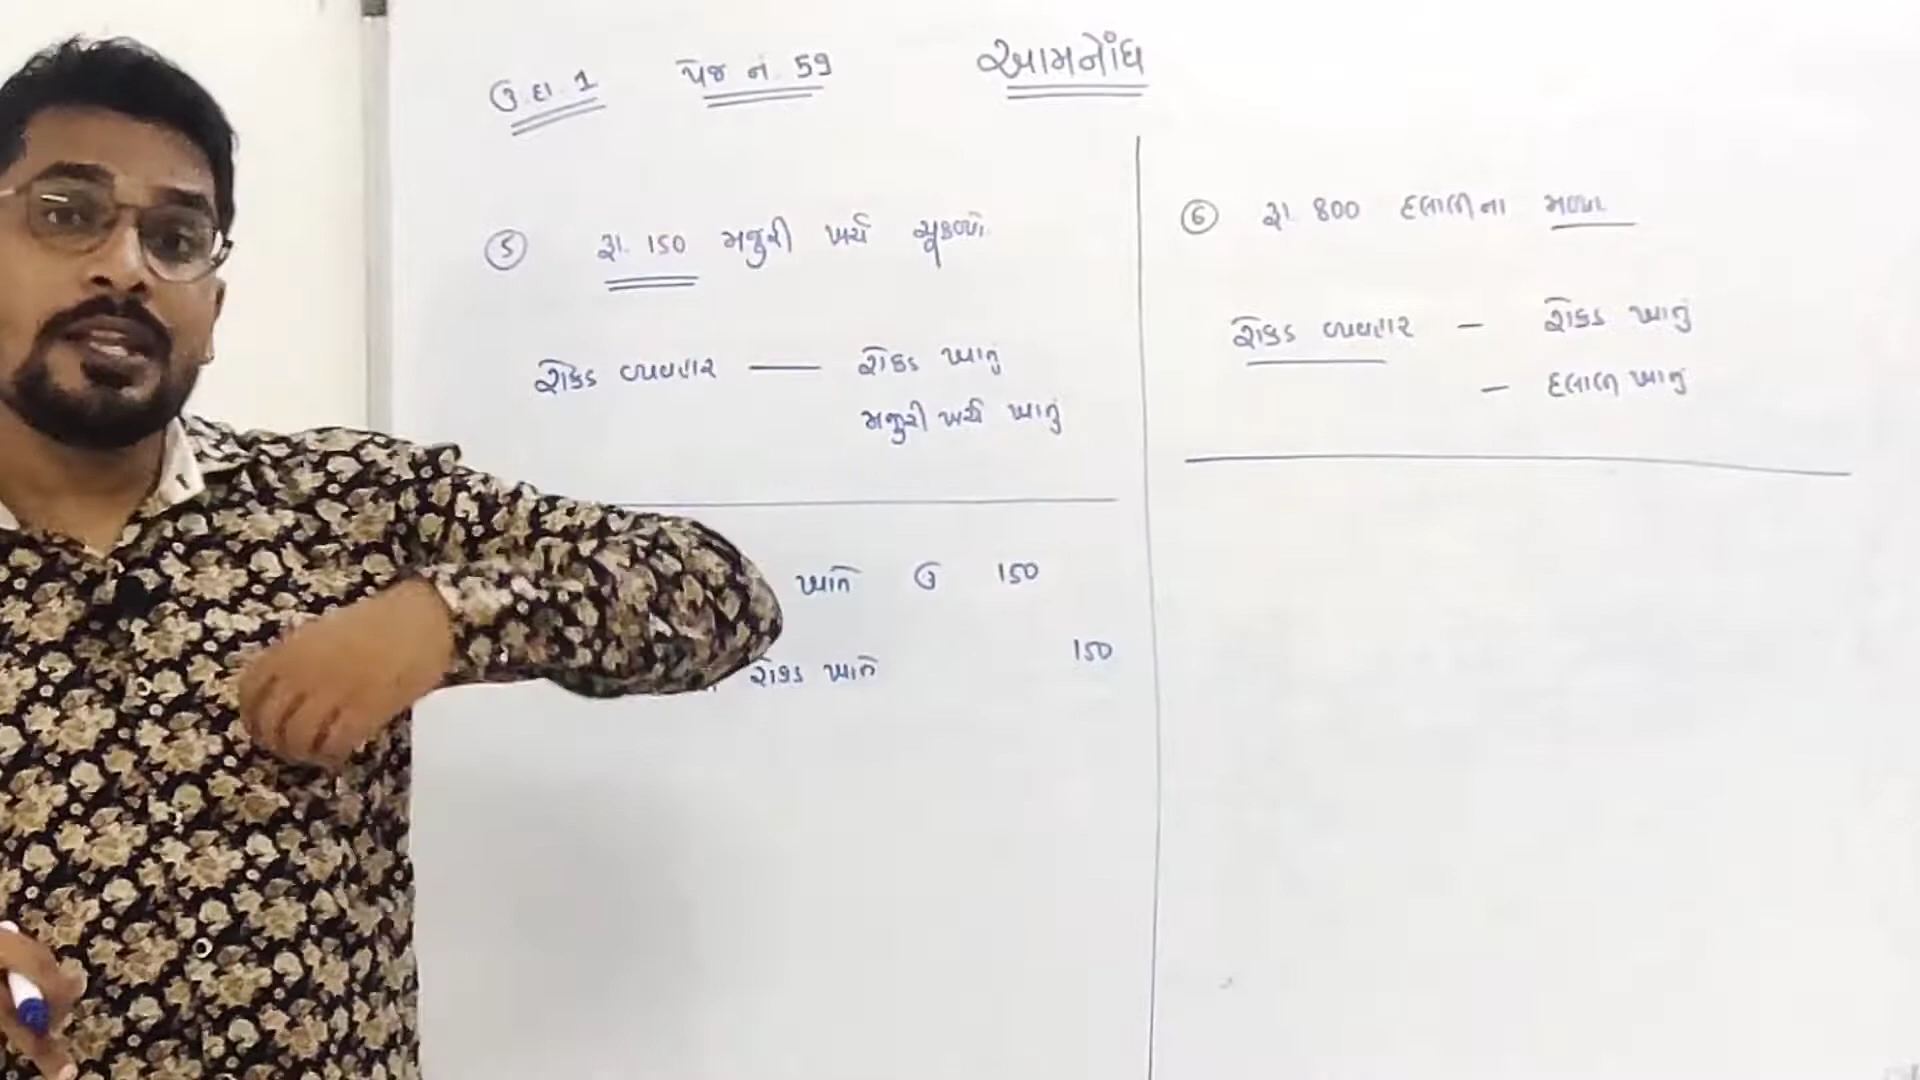 ઉ.દા. 1 પેજ નં. 59 આમનોંધ
5 રૂા. 150 મજુરી ખર્ચ ચૂકવ્યો.
રોકડ વ્યવહાર — રોકડ ખાતું
મજુરી ખર્ચ ખાતું
ખાતે ઉ 150
રોકડ ખાતે 150
6 રૂા. 800 દલાલીના મળ્યા
રોકડ વ્યવહાર – રોકડ ખાતું
– દલાલી ખાતું